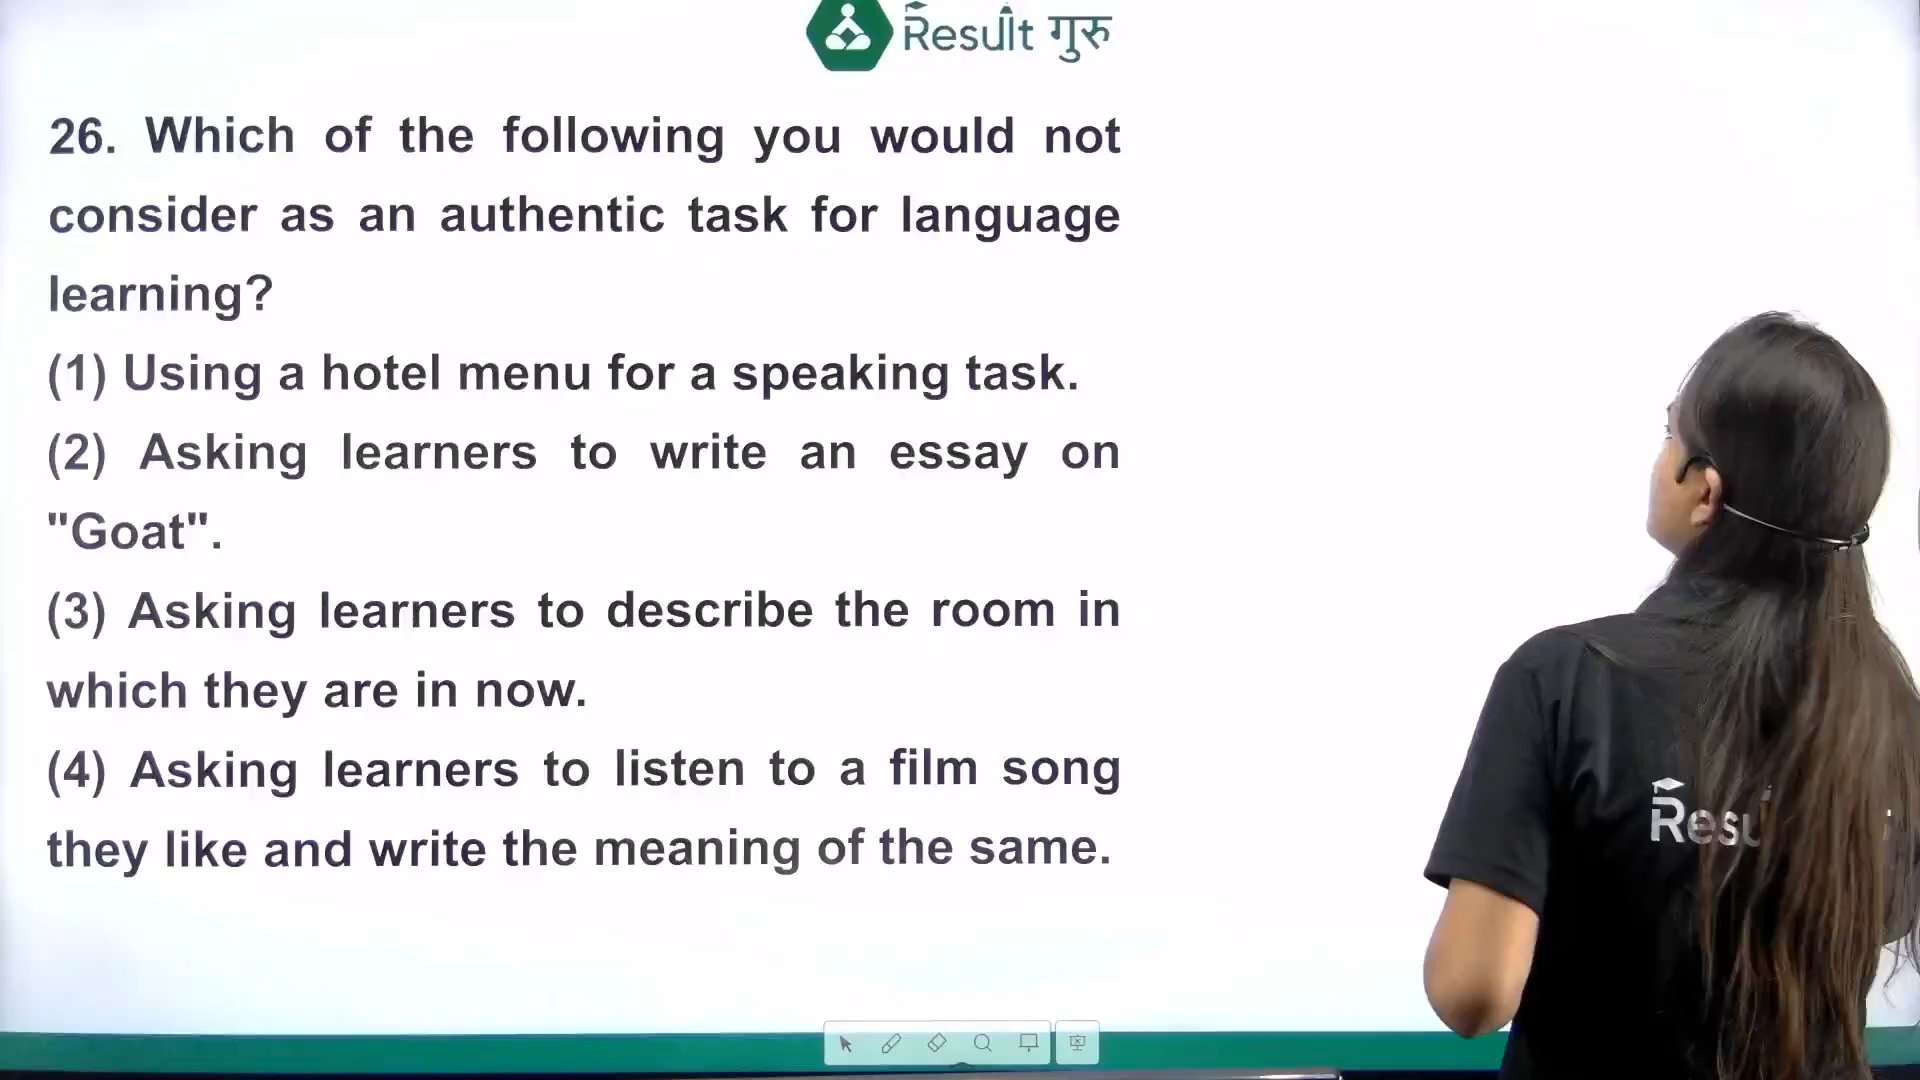 Result गुरु
26. Which of the following you would not
consider as an authentic task for language
learning?
(1) Using a hotel menu for a speaking task.
(2) Asking learners to write an essay on
"Goat".
(3) Asking learners to describe the room in
which they are in now.
(4) Asking learners to listen to a film song
they like and write the meaning of the same.